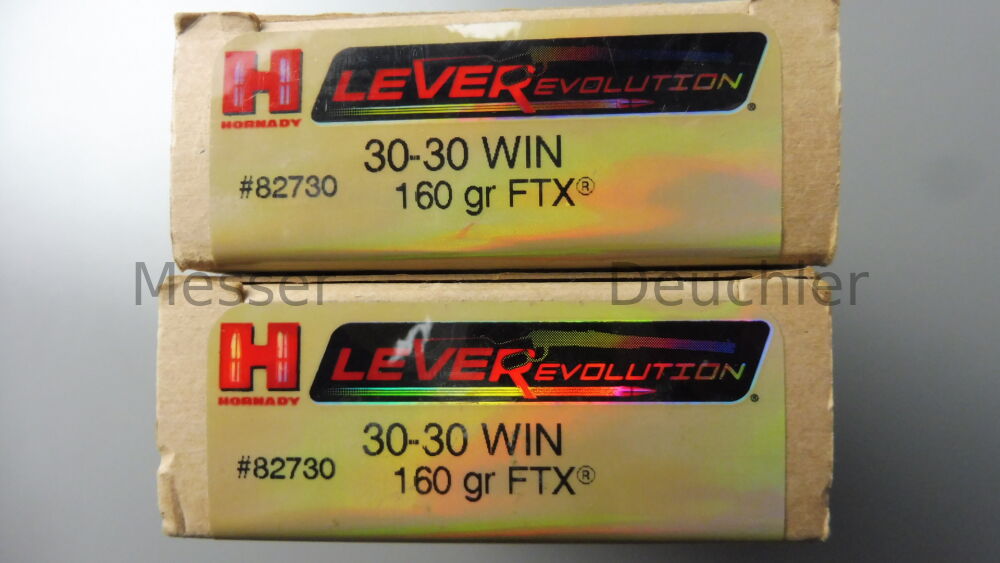 HORNADY
LEVEREVOLUTION®
30-30 WIN
#82730
160 gr FTX®
Messer Deuchler
HORNADY
LEVEREVOLUTION®
30-30 WIN
#82730
160 gr FTX®